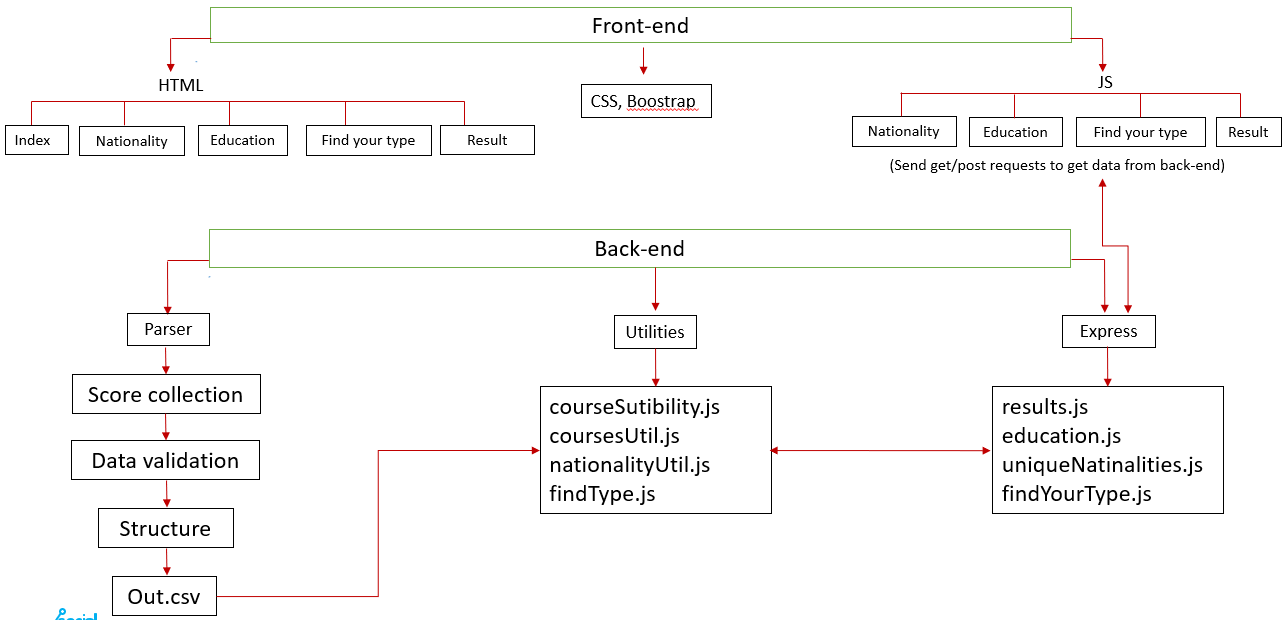 Front-end
HTML
JS
CSS, Boostrap
Index
Nationality
Education
Find your type
Result
Nationality
Education
Find your type
Result
(Send get/post requests to get data from back-end)
Back-end
Parser
Utilities
Express
Score collection
Data validation
Structure
Out.csv
courseSutibility.js
coursesUtil.js
nationalityUtil.js
findType.js
results.js
education.js
uniqueNatinalities.js
findYourType.js